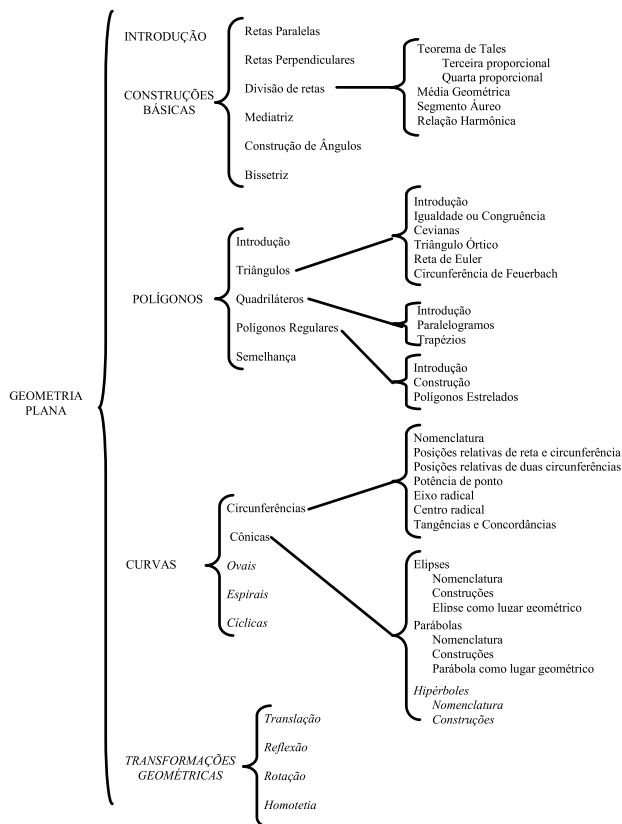 GEOMETRIA
PLANA
INTRODUÇÃO
CONSTRUÇÕES
BÁSICAS
Retas Paralelas
Retas Perpendiculares
Divisão de retas
Mediatriz
Construção de Ângulos
Bissetriz
Teorema de Tales
Terceira proporcional
Quarta proporcional
Média Geométrica
Segmento Áureo
Relação Harmônica
POLÍGONOS
Introdução
Triângulos
Quadriláteros
Polígonos Regulares
Semelhança
Introdução
Igualdade ou Congruência
Cevianas
Triângulo Órtico
Reta de Euler
Circunferência de Feuerbach
Introdução
Paralelogramos
Trapézios
Introdução
Construção
Polígonos Estrelados
CURVAS
Circunferências
Cônicas
Ovais
Espirais
Cíclicas
Nomenclatura
Posições relativas de reta e circunferência
Posições relativas de duas circunferências
Potência de ponto
Eixo radical
Centro radical
Tangências e Concordâncias
Elipses
Nomenclatura
Construções
Elipse como lugar geométrico
Parábolas
Nomenclatura
Construções
Parábola como lugar geométrico
Hipérboles
Nomenclatura
Construções
TRANSFORMAÇÕES
GEOMÉTRICAS
Translação
Reflexão
Rotação
Homotetia